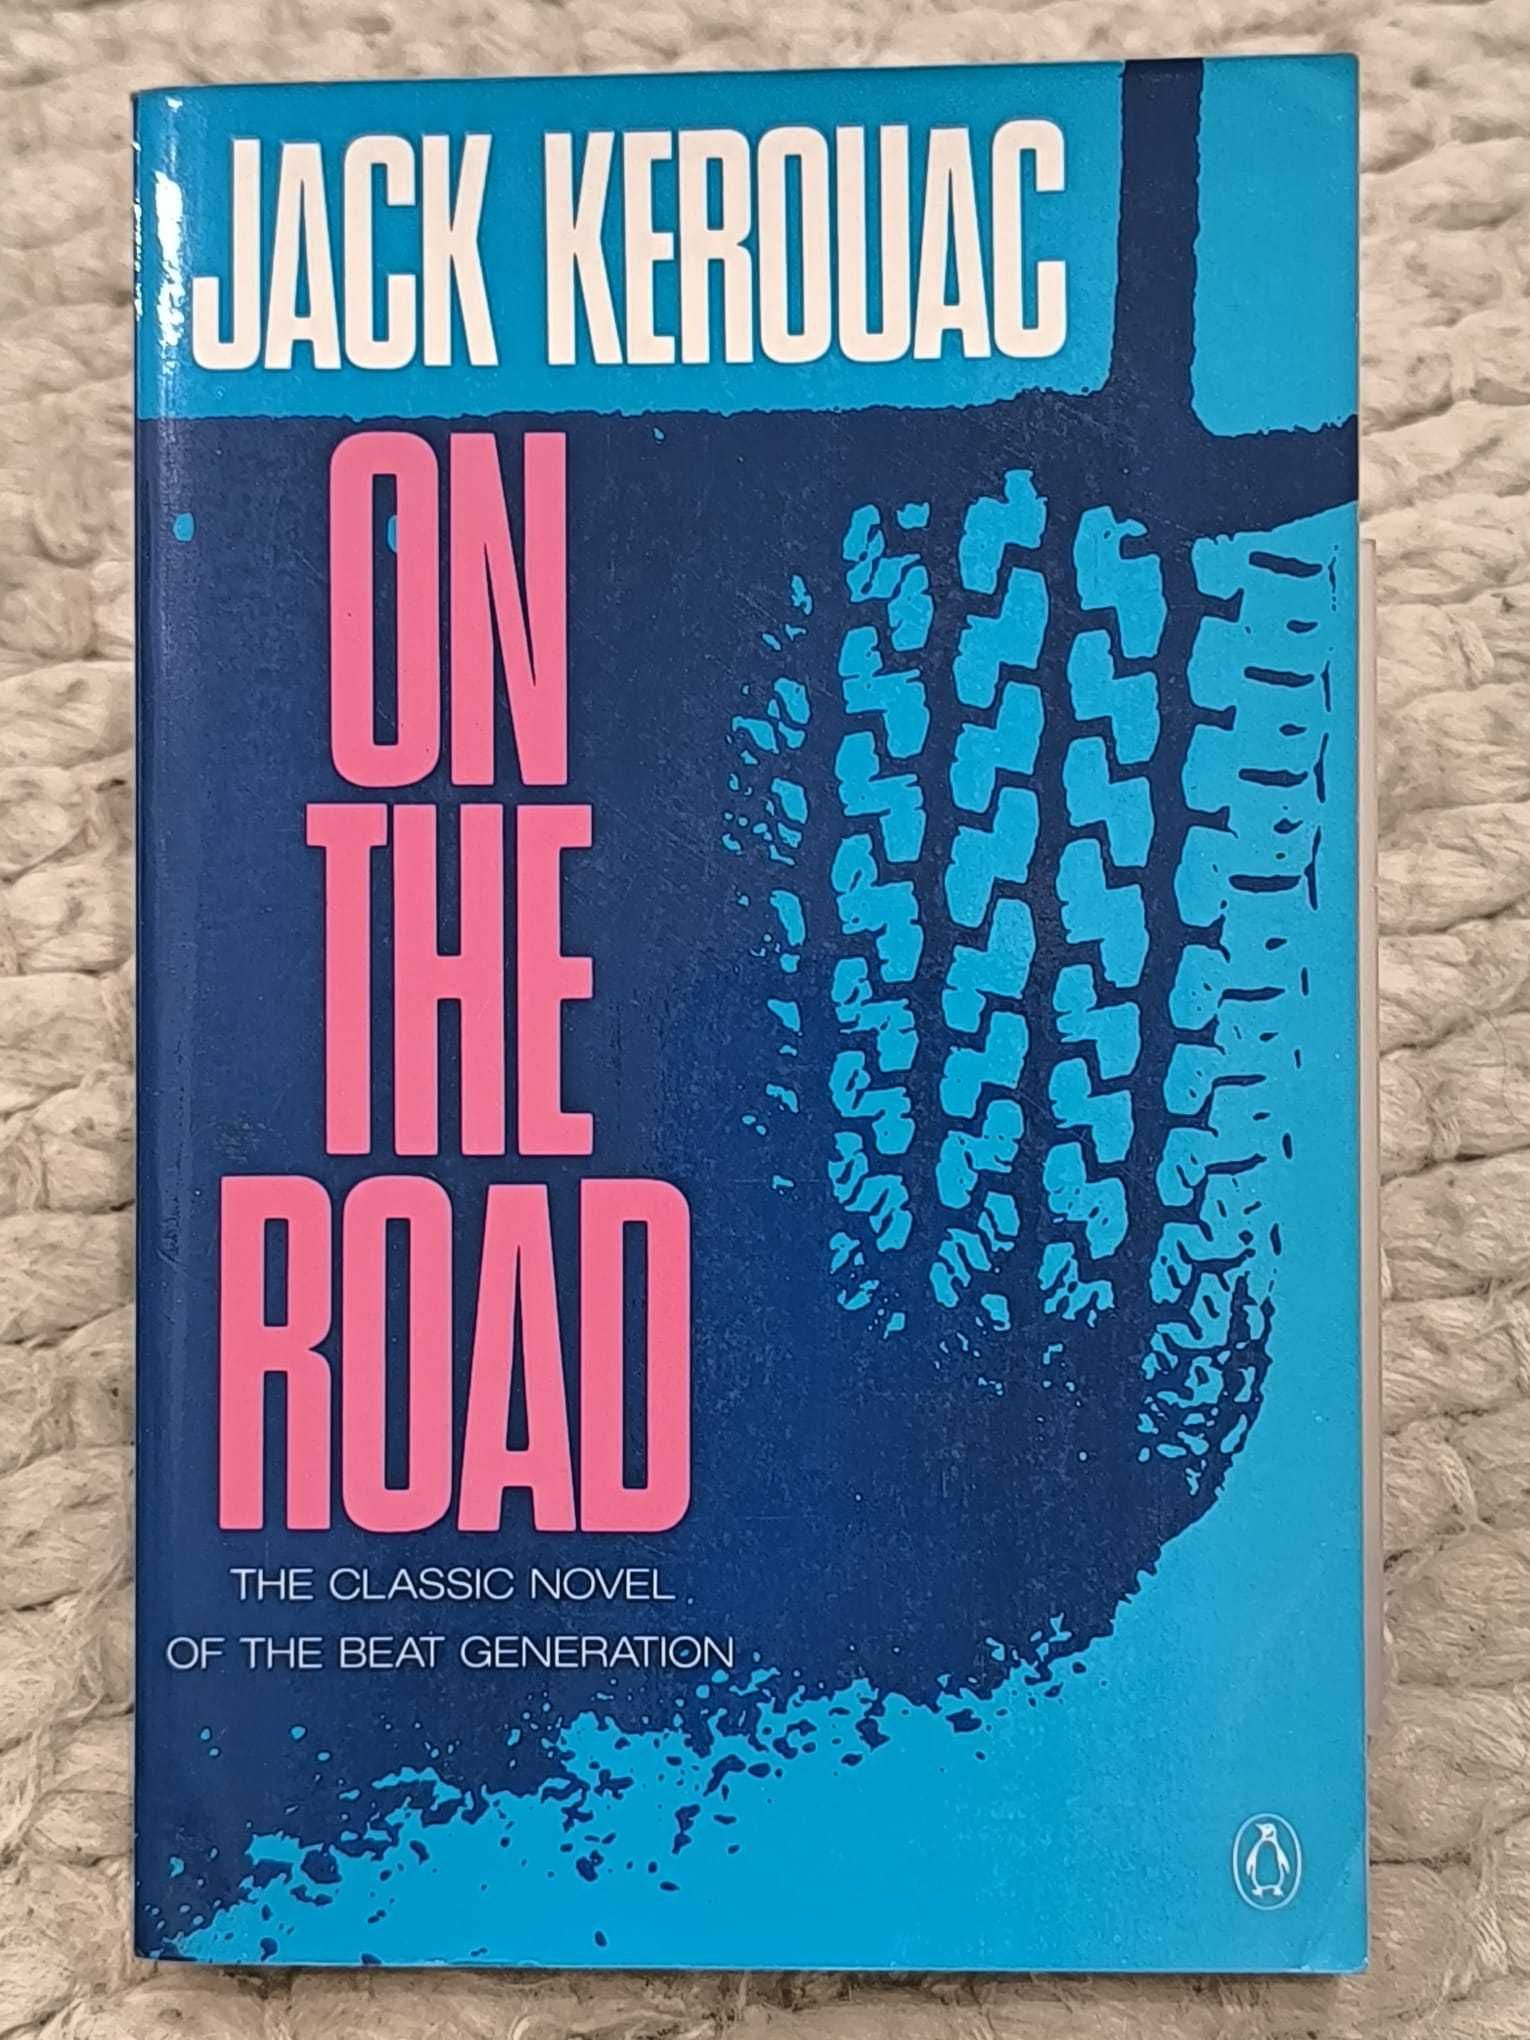 JACK KEROUAC
ON
THE
ROAD
THE CLASSIC NOVEL
OF THE BEAT GENERATION